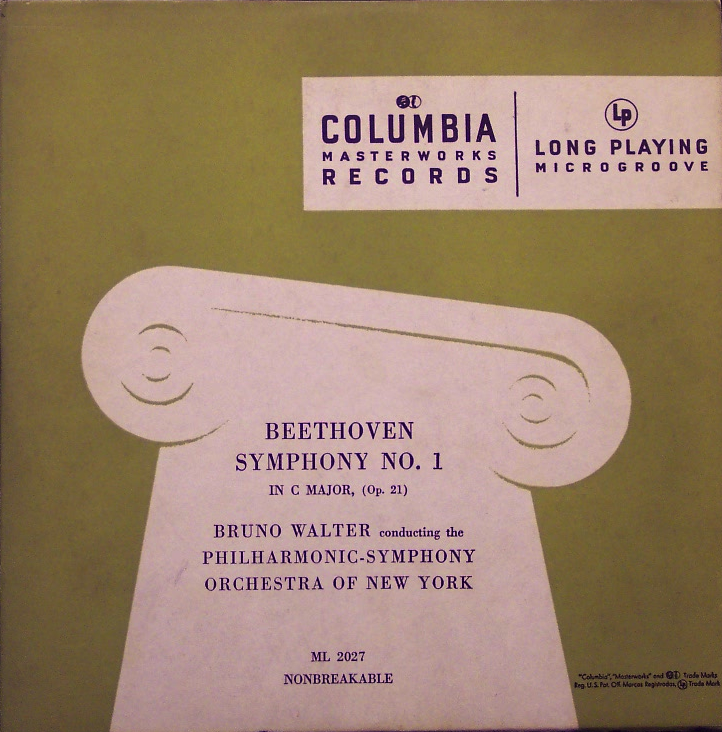 COLUMBIA
MASTERWORKS
RECORDS
Lp
LONG PLAYING
MICROGROOVE
BEETHOVEN
SYMPHONY NO. 1
IN C MAJOR, (Op. 21)
BRUNO WALTER conducting the
PHILHARMONIC-SYMPHONY
ORCHESTRA OF NEW YORK
ML 2027
NONBREAKABLE
"Columbia", "Masterworks" and Trade Marks
Reg. U. S. Pat. Off. Marcas Registradas, Lp Trade Mark